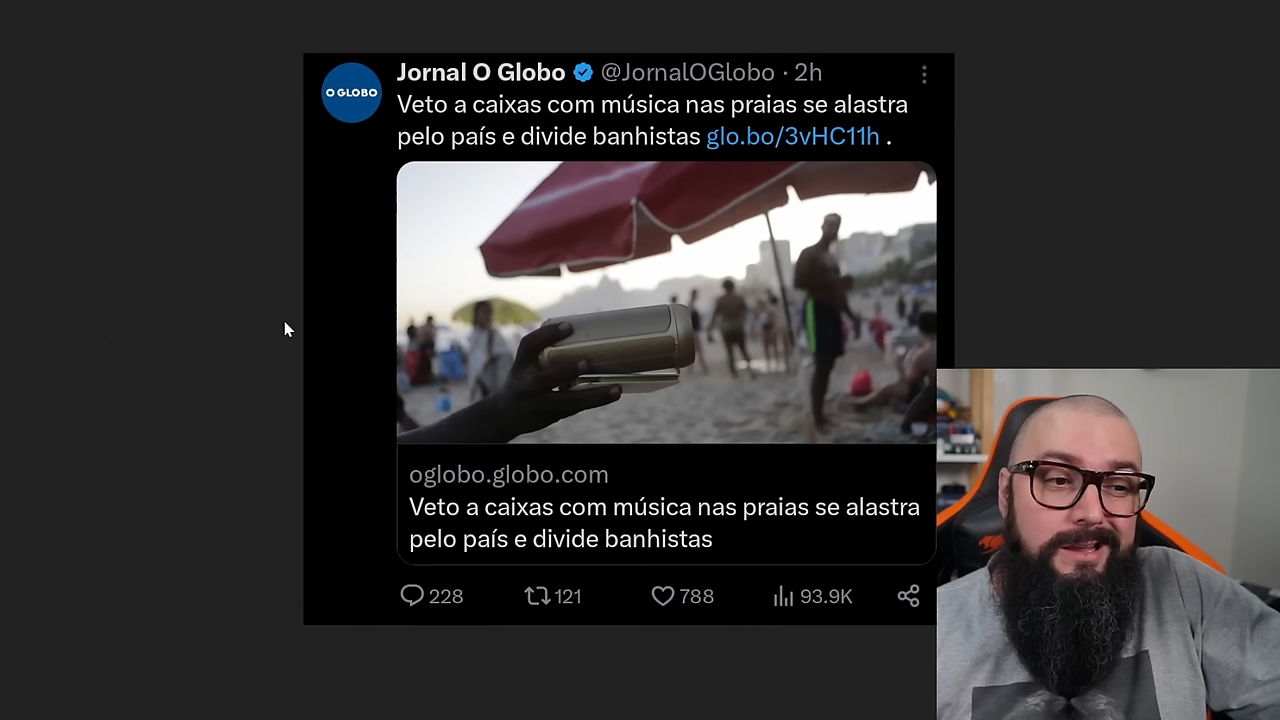 Jornal O Globo @JornalOGlobo · 2h
O GLOBO
Veto a caixas com música nas praias se alastra
pelo país e divide banhistas glo.bo/3vHC11h .
oglobo.globo.com
Veto a caixas com música nas praias se alastra
pelo país e divide banhistas
228 121 788 93.9K